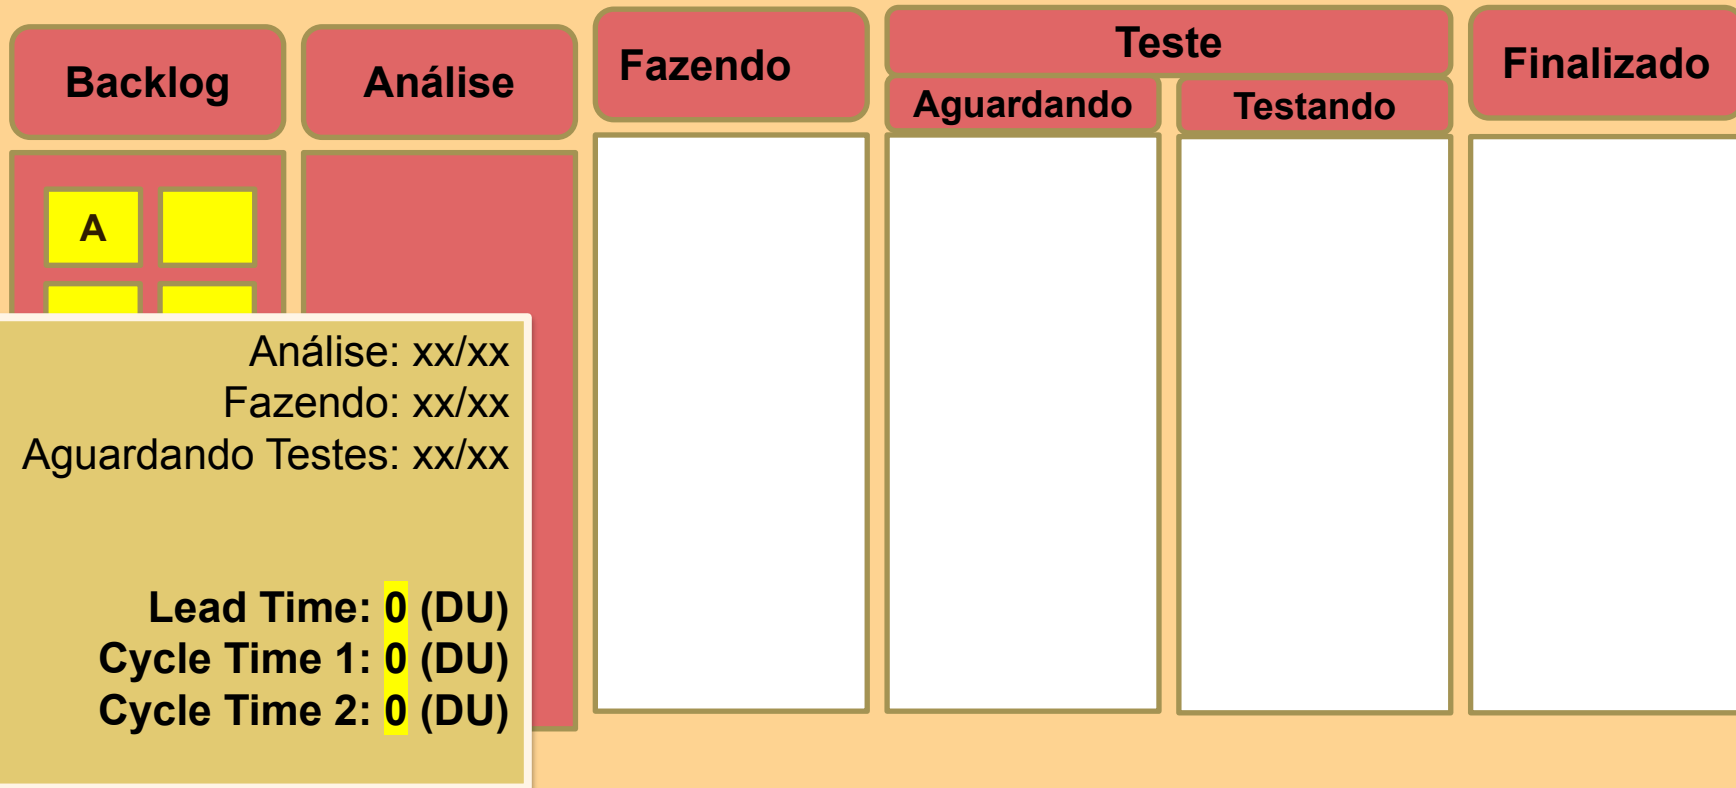 Backlog
Análise
Fazendo
Teste
Aguardando
Testando
Finalizado
A
Análise: xx/xx
Fazendo: xx/xx
Aguardando Testes: xx/xx
Lead Time: 0 (DU)
Cycle Time 1: 0 (DU)
Cycle Time 2: 0 (DU)